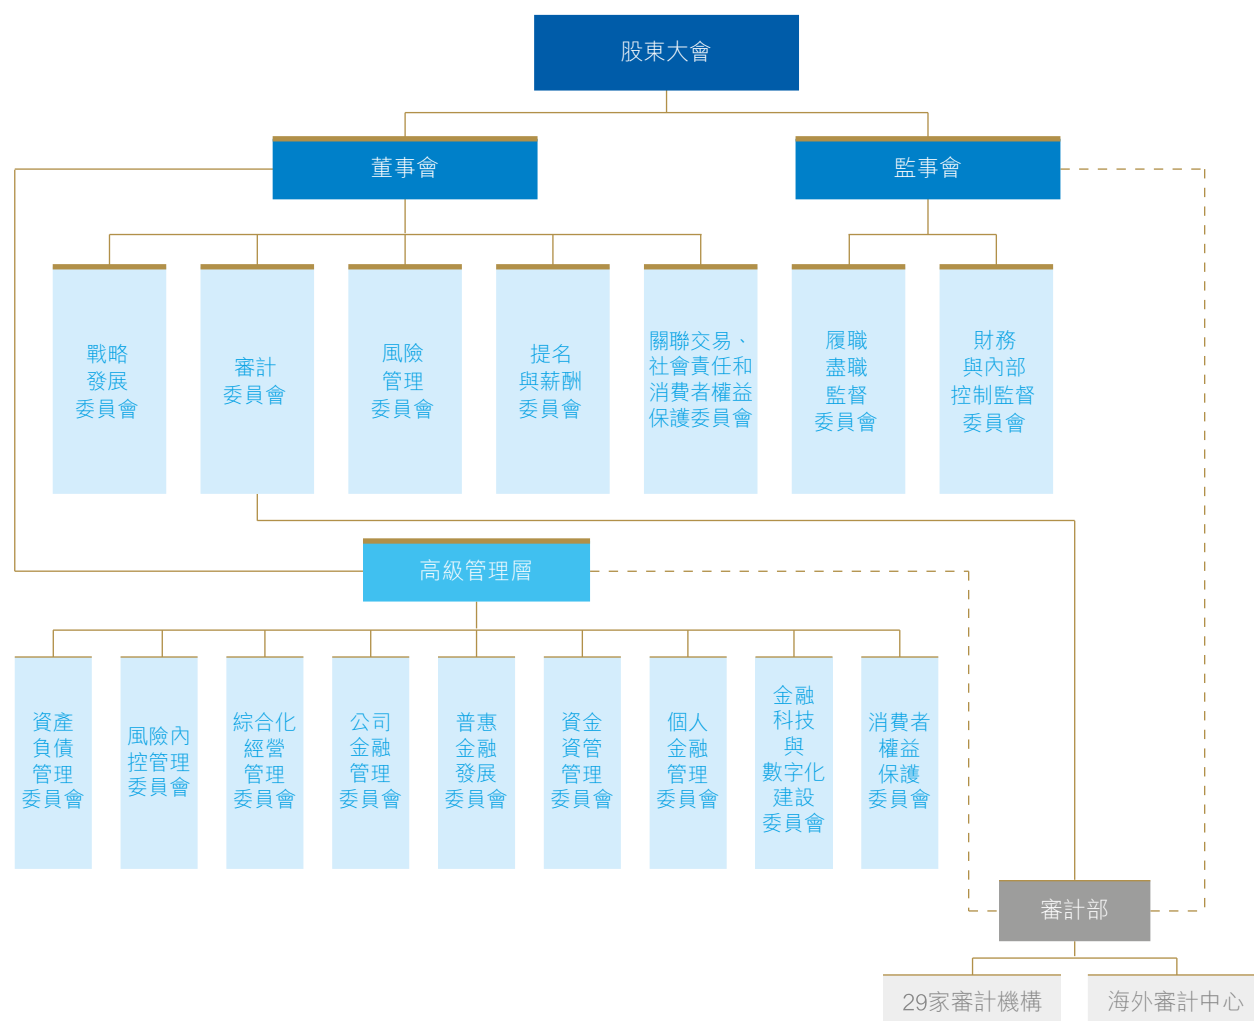 股東大會
董事會
監事會
戰略
發展
委員會
審計
委員會
風險
管理
委員會
提名
與薪酬
委員會
關聯交易、
社會責任和
消費者權益
保護委員會
履職
盡職
監督
委員會
財務
與內部
控制監督
委員會
高級管理層
資產
負債
管理
委員會
風險內
控管理
委員會
綜合化
經營
管理
委員會
公司
金融
管理
委員會
普惠
金融
發展
委員會
資金
資管
管理
委員會
個人
金融
管理
委員會
金融
科技
與
數字化
建設
委員會
消費者
權益
保護
委員會
審計部
29家審計機構
海外審計中心